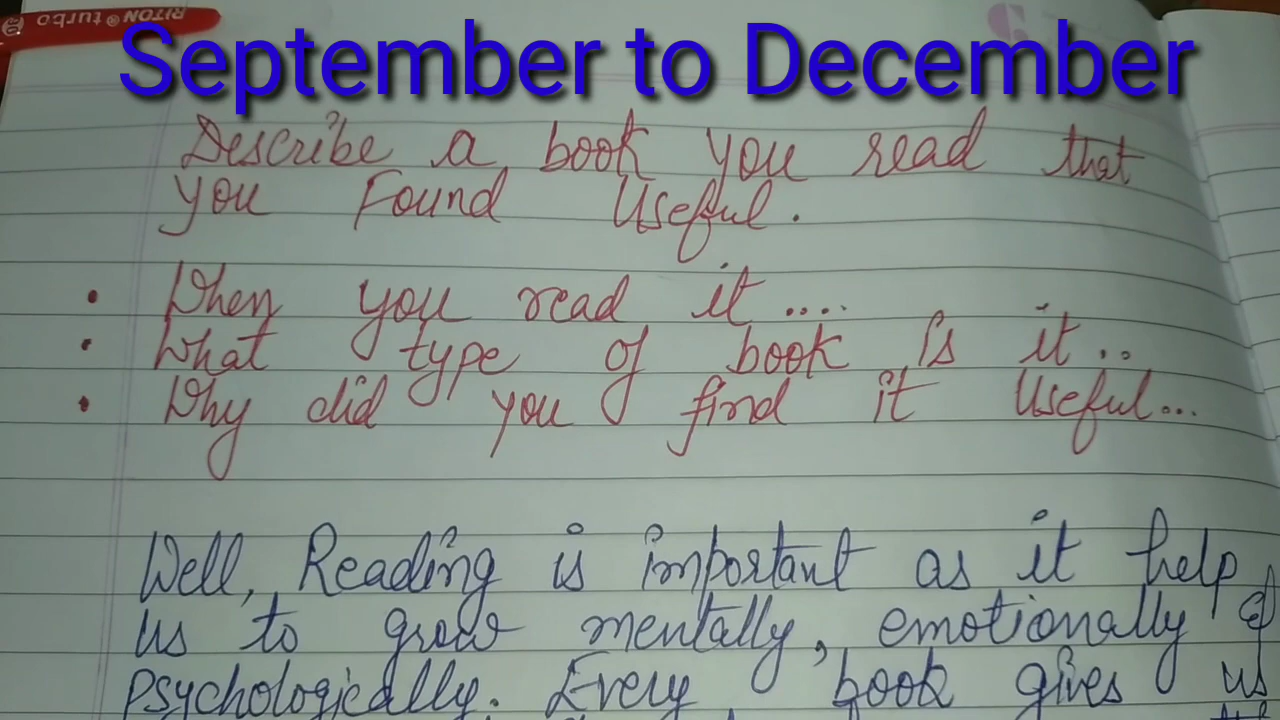 RITON® turbo
September to December
Describe a book you read that
you Found Useful.
• When you read it....
• What type of book is it..
• Why did you find it Useful...
Well, Reading is important as it help
us to grow mentally, emotionally &
Psychologically. Every book gives us